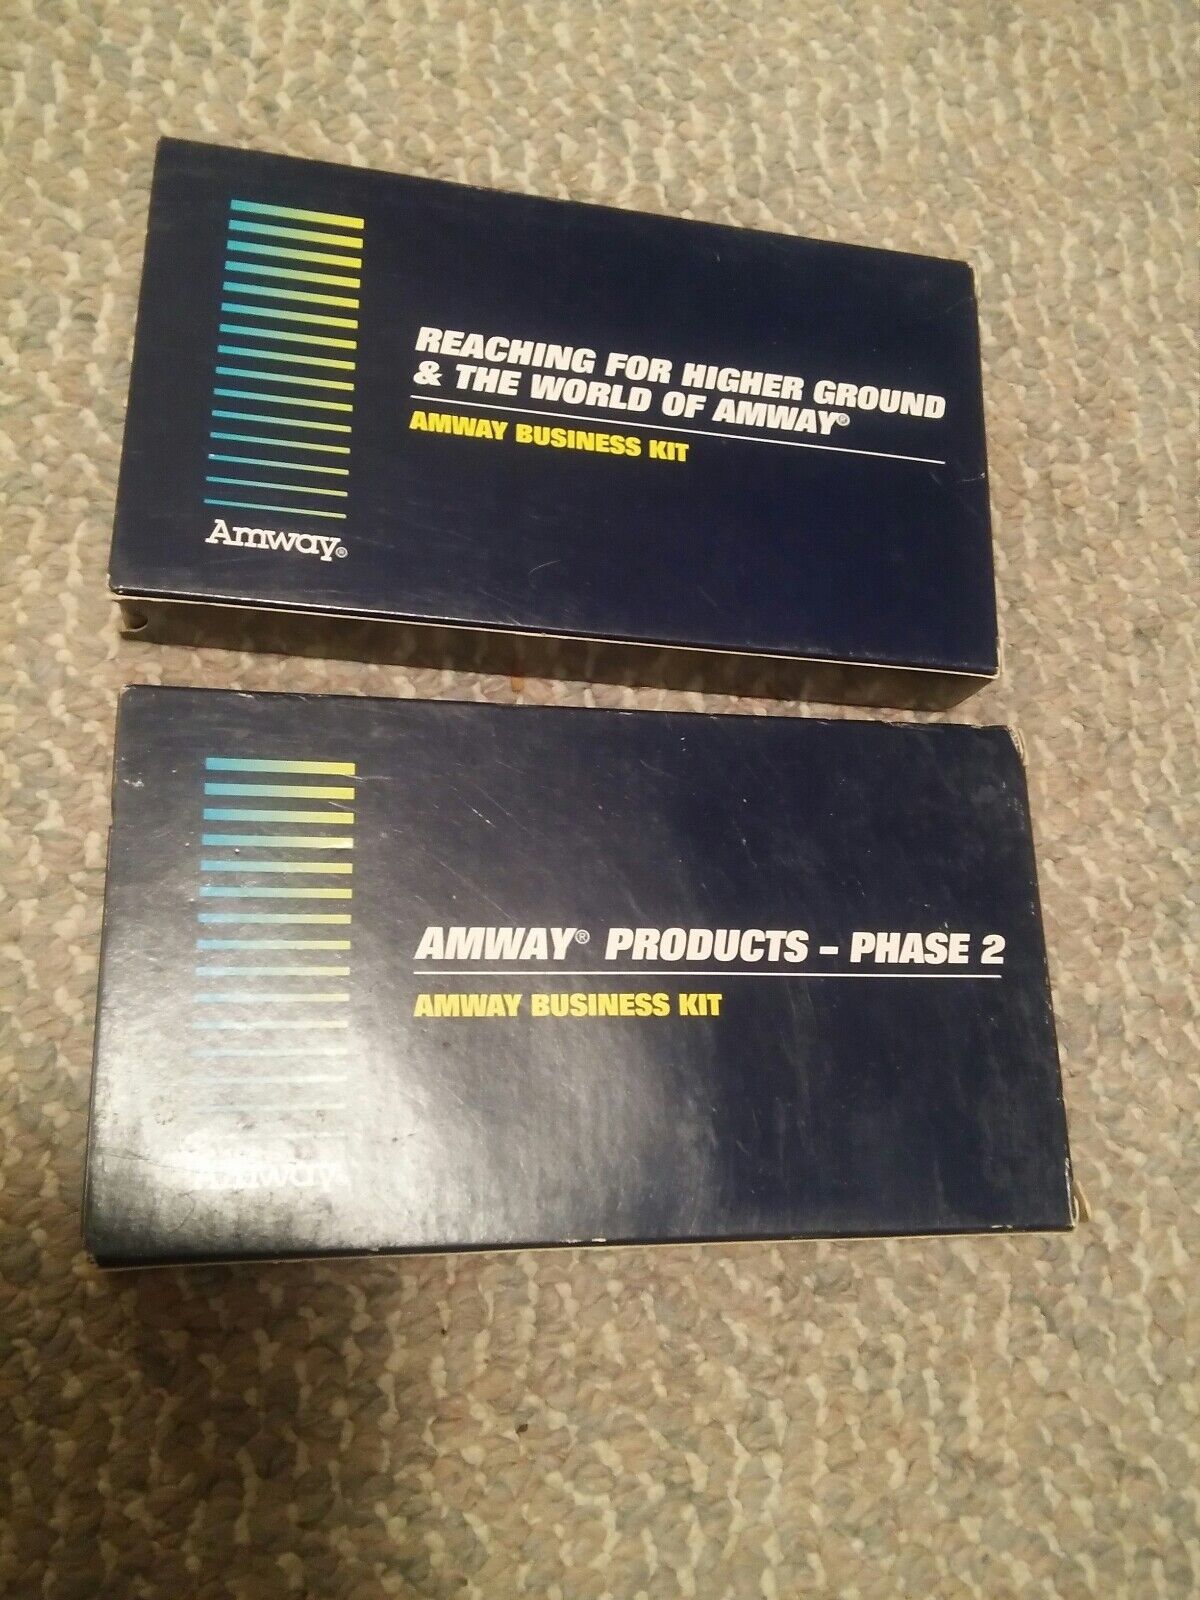 REACHING FOR HIGHER GROUND
& THE WORLD OF AMWAY®
AMWAY BUSINESS KIT
Amway®
AMWAY® PRODUCTS – PHASE 2
AMWAY BUSINESS KIT
Amway®